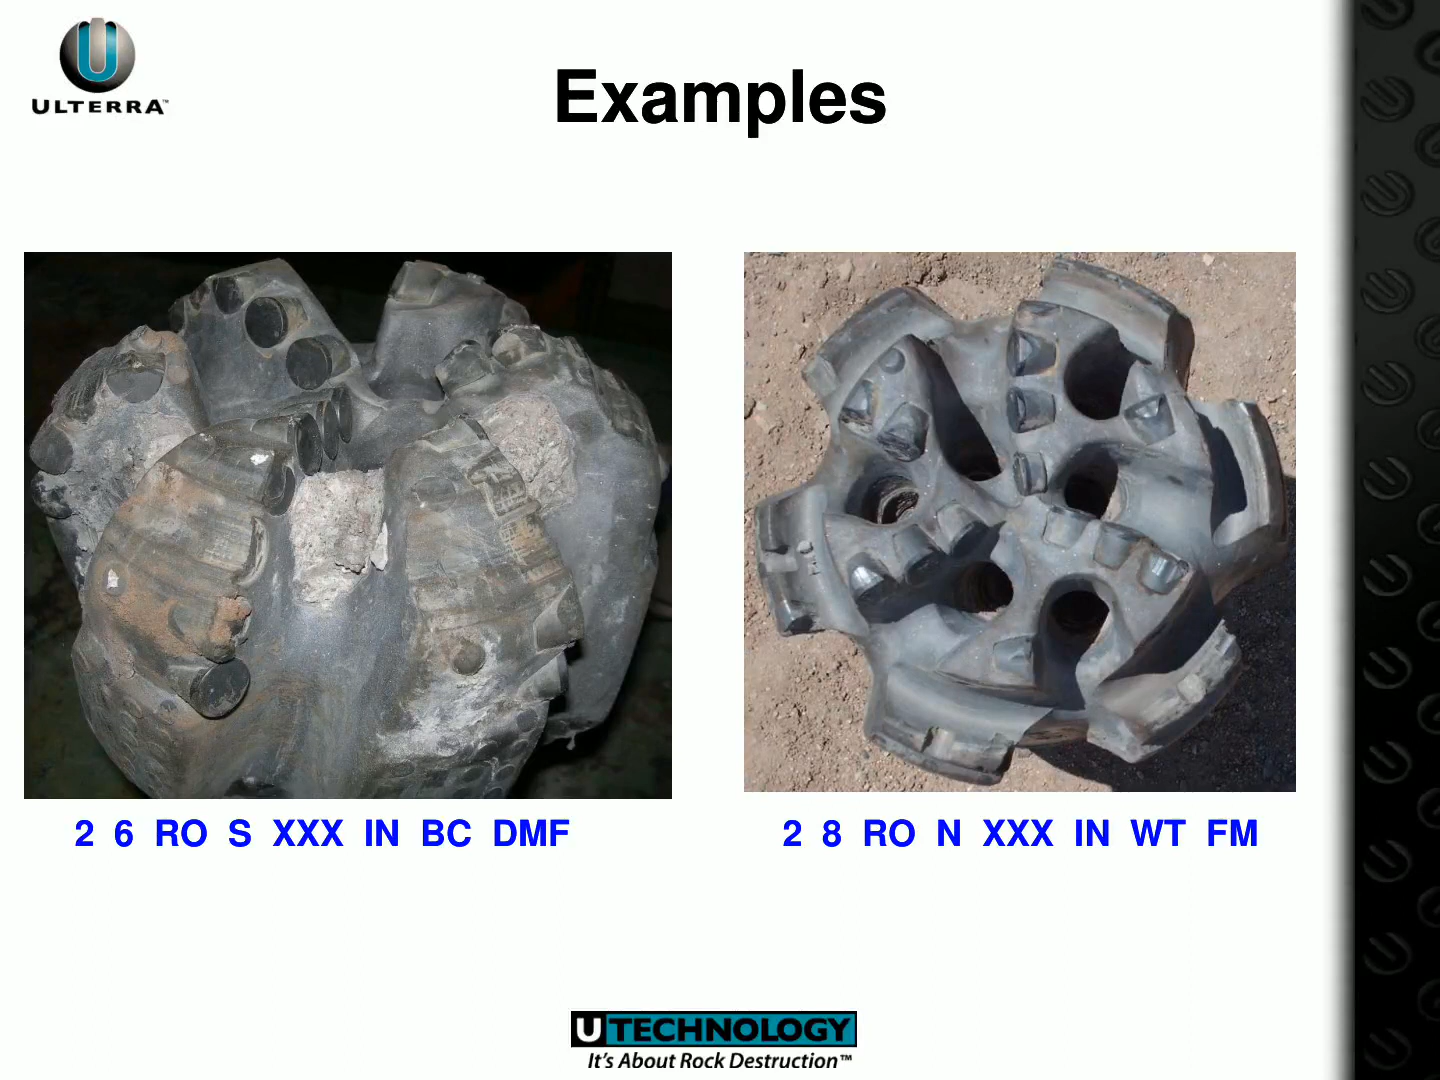 ULTERRA™
Examples
2 6 RO S XXX IN BC DMF
2 8 RO N XXX IN WT FM
U TECHNOLOGY
It's About Rock Destruction™